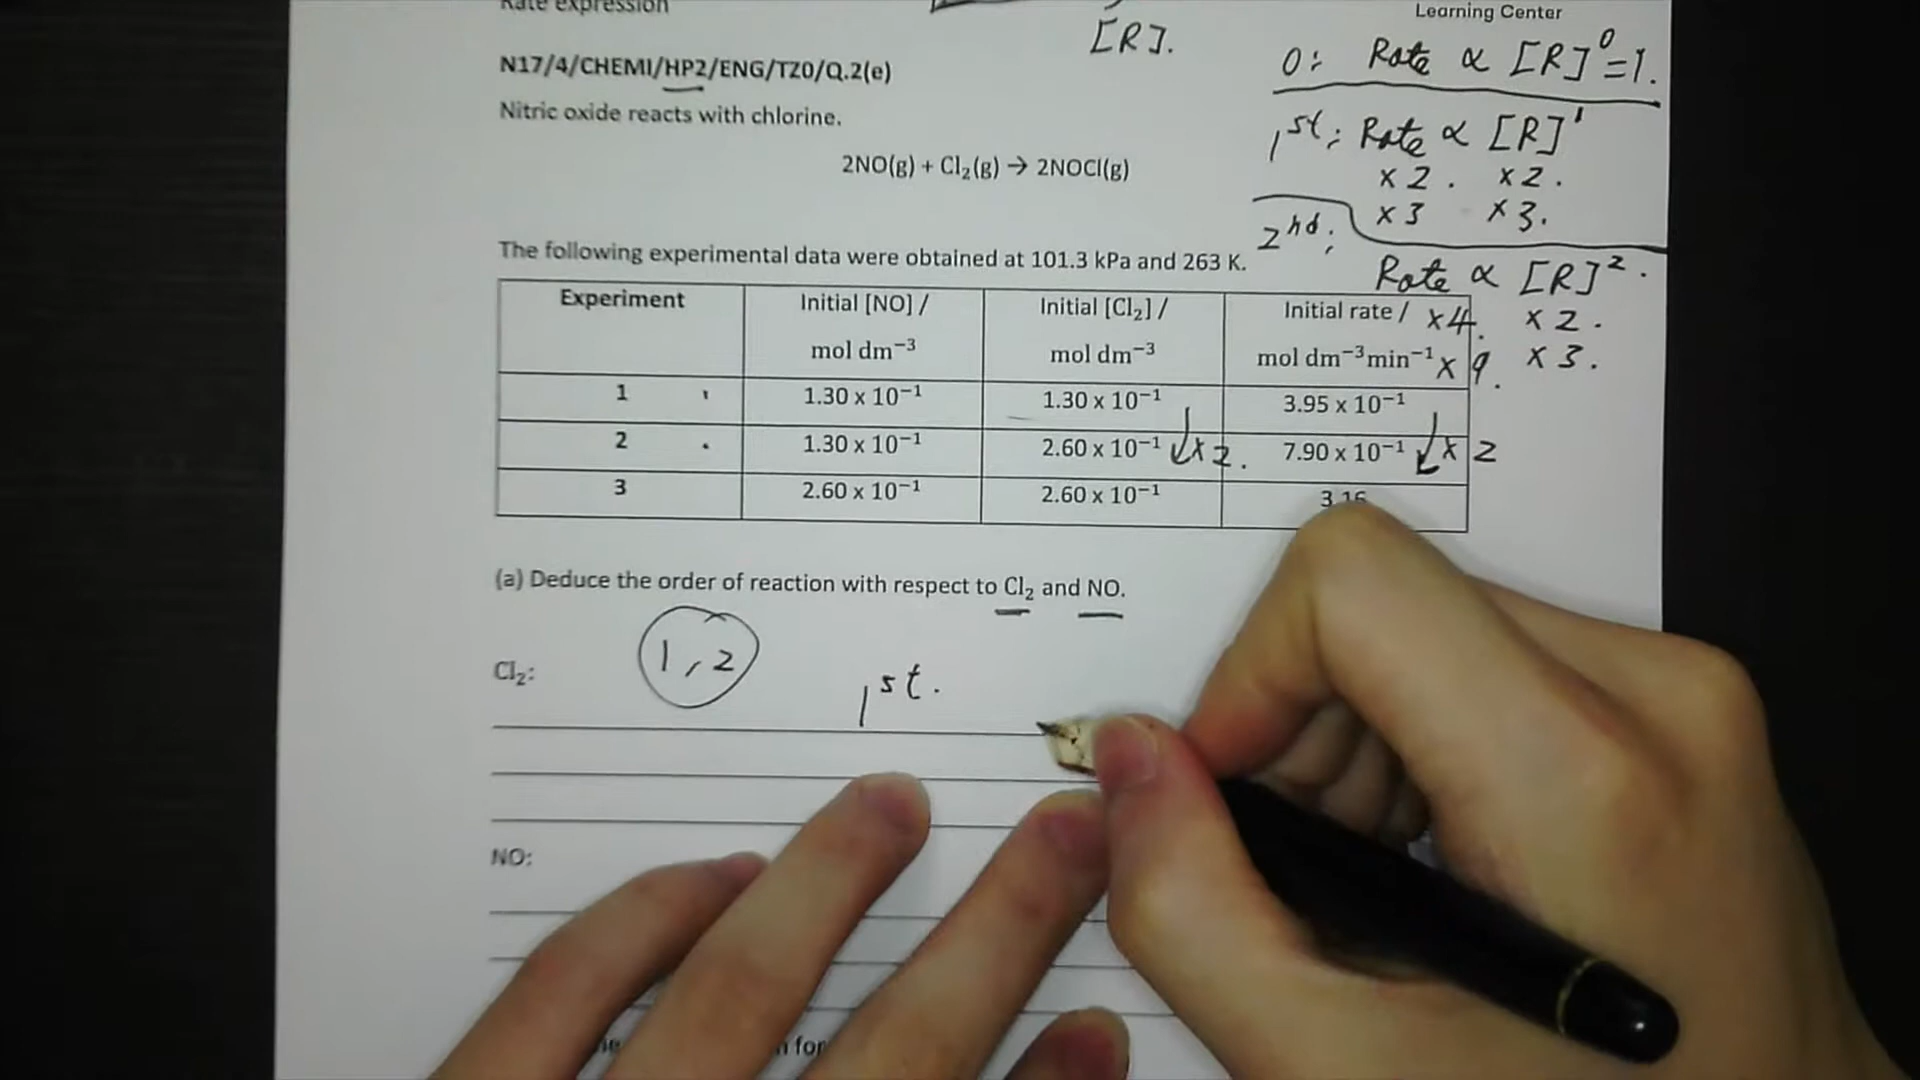 Rate expression
Learning Center
[R].
N17/4/CHEMI/HP2/ENG/TZ0/Q.2(e)
0: Rate ∝ [R]⁰=1.
Nitric oxide reacts with chlorine.
1st: Rate ∝ [R]¹
2NO(g) + Cl₂(g) → 2NOCl(g)
×2. ×2.
×3 ×3.
2nd:
The following experimental data were obtained at 101.3 kPa and 263 K.
Rate ∝ [R]².
×4. ×2.
×9. ×3.
Experiment Initial [NO] / mol dm⁻³ Initial [Cl₂] / mol dm⁻³ Initial rate / mol dm⁻³min⁻¹
1 1.30 x 10⁻¹ 1.30 x 10⁻¹ 3.95 x 10⁻¹
2 1.30 x 10⁻¹ 2.60 x 10⁻¹ ×2. 7.90 x 10⁻¹ ×2
3 2.60 x 10⁻¹ 2.60 x 10⁻¹ 3.16
(a) Deduce the order of reaction with respect to Cl₂ and NO.
Cl₂: 1, 2 1st.
NO:
for